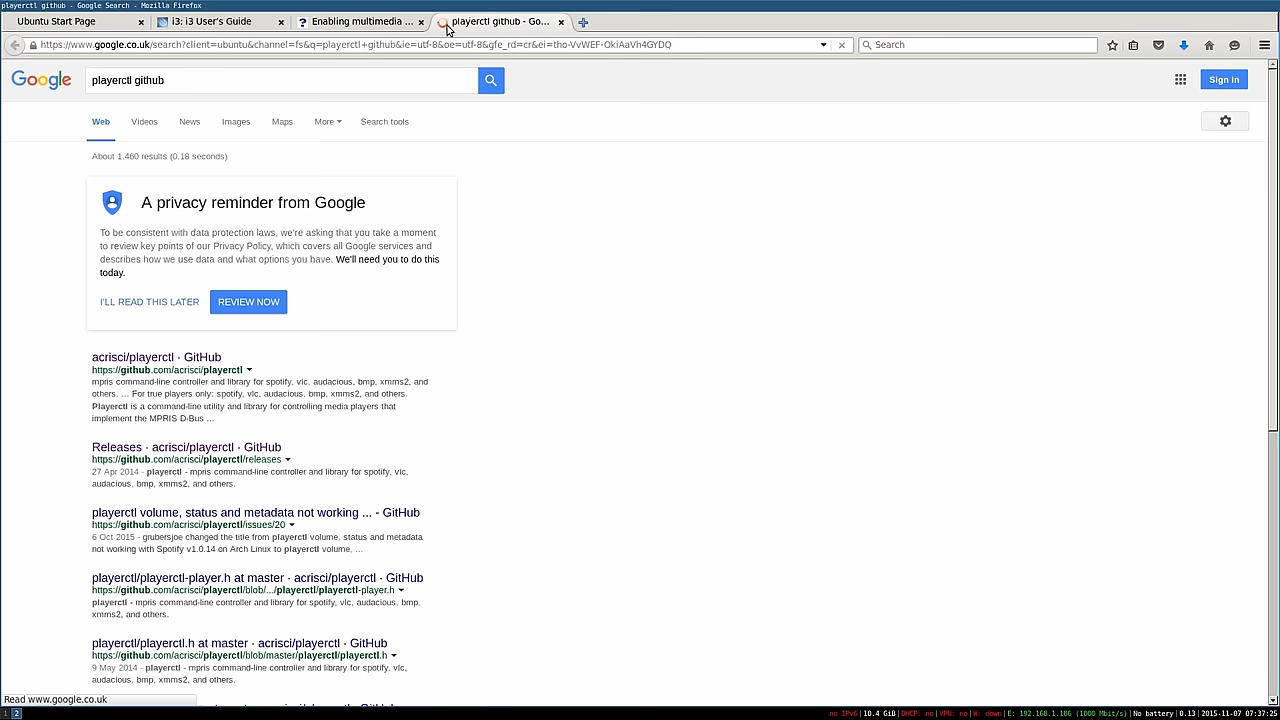 playerctl github - Google Search - Mozilla Firefox
Ubuntu Start Page
i3: i3 User's Guide
Enabling multimedia ...
playerctl github - Go...
https://www.google.co.uk/search?client=ubuntu&channel=fs&q=playerctl+github&ie=utf-8&oe=utf-8&gfe_rd=cr&ei=tho-VvWEF-OkiAaVh4GYDQ
Search
Google
playerctl github
Sign in
Web
Videos
News
Images
Maps
More
Search tools
About 1,460 results (0.18 seconds)
A privacy reminder from Google
To be consistent with data protection laws, we're asking that you take a moment
to review key points of our Privacy Policy, which covers all Google services and
describes how we use data and what options you have. We'll need you to do this
today.
I'LL READ THIS LATER
REVIEW NOW
acrisci/playerctl · GitHub
https://github.com/acrisci/playerctl
mpris command-line controller and library for spotify, vlc, audacious, bmp, xmms2, and
others. ... For true players only: spotify, vlc, audacious, bmp, xmms2, and others.
Playerctl is a command-line utility and library for controlling media players that
implement the MPRIS D-Bus ...
Releases · acrisci/playerctl · GitHub
https://github.com/acrisci/playerctl/releases
27 Apr 2014 - playerctl - mpris command-line controller and library for spotify, vlc,
audacious, bmp, xmms2, and others.
playerctl volume, status and metadata not working ... - GitHub
https://github.com/acrisci/playerctl/issues/20
6 Oct 2015 - grubersjoe changed the title from playerctl volume, status and metadata
not working with Spotify v1.0.14 on Arch Linux to playerctl volume, ...
playerctl/playerctl-player.h at master · acrisci/playerctl · GitHub
https://github.com/acrisci/playerctl/blob/.../playerctl/playerctl-player.h
playerctl - mpris command-line controller and library for spotify, vlc, audacious, bmp,
xmms2, and others.
playerctl/playerctl.h at master · acrisci/playerctl · GitHub
https://github.com/acrisci/playerctl/blob/master/playerctl/playerctl.h
9 May 2014 - playerctl - mpris command-line controller and library for spotify, vlc,
audacious, bmp, xmms2, and others.
Read www.google.co.uk
1 2
no IPv6|10.4 GiB|DHCP: no|VPN: no|W: down|E: 192.168.1.186 (1000 Mbit/s)|No battery|0.13|2015-11-07 07:37:25